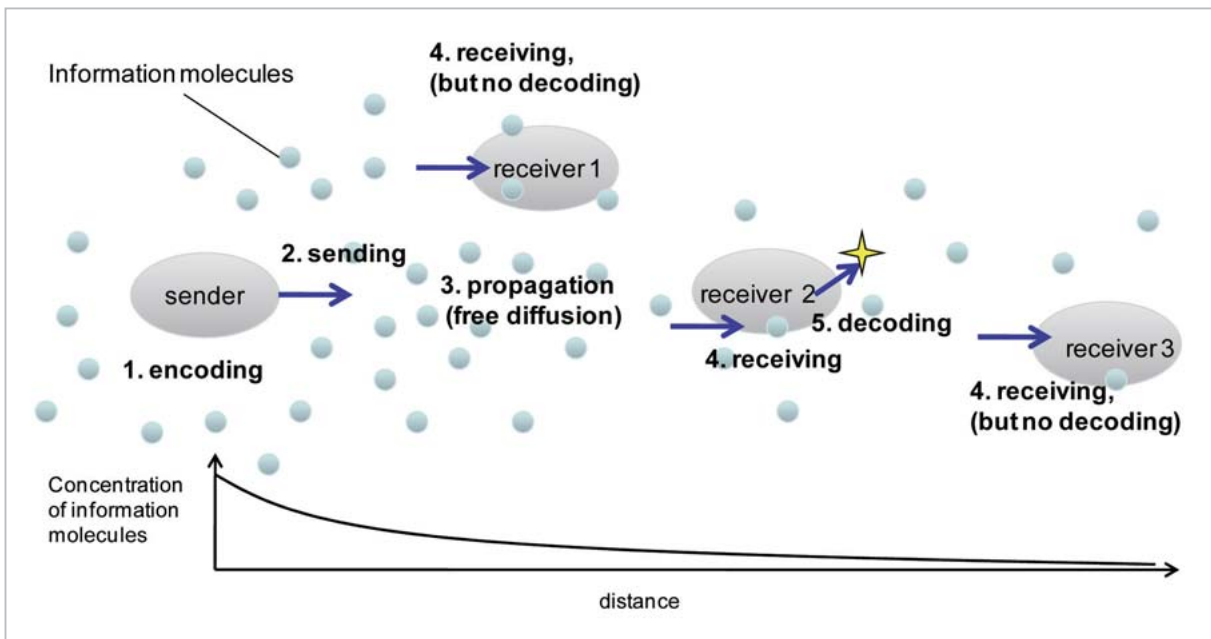 4. receiving,
(but no decoding)
Information molecules
receiver 1
2. sending
sender
3. propagation
(free diffusion)
receiver 2
5. decoding
1. encoding
4. receiving
receiver 3
4. receiving,
(but no decoding)
Concentration
of information
molecules
distance